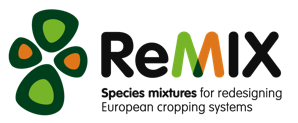 ReMIX
Species mixtures for redesigning
European cropping systems